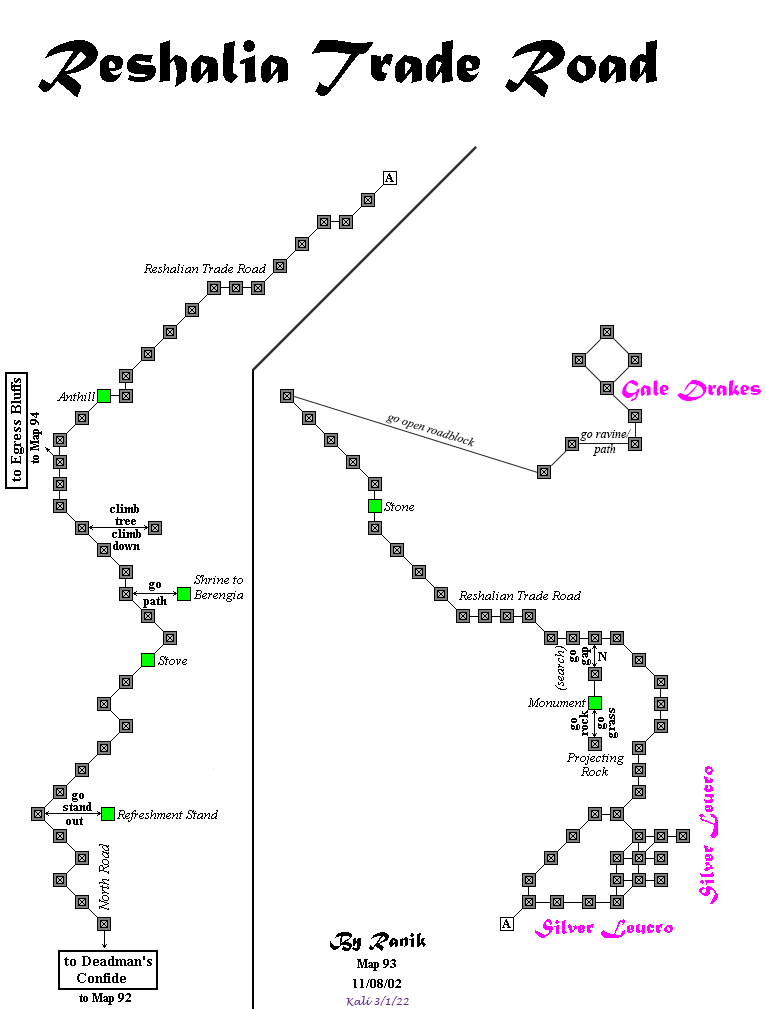 Reshalia Trade Road
A
Reshalian Trade Road
Anthill
to Egress Bluffs
to Map 94
climb
tree
climb
down
go
path
Shrine to
Berengia
Stove
go
stand
out
Refreshment Stand
North Road
to Deadman's
Confide
to Map 92
Gale Drakes
go open roadblock
go ravine/
path
Stone
Reshalian Trade Road
(search)
go
gap
N
Monument
go
rock
go
grass
Projecting
Rock
Silver Leucro
A
Silver Leucro
By Ranik
Map 93
11/08/02
Kali 3/1/22